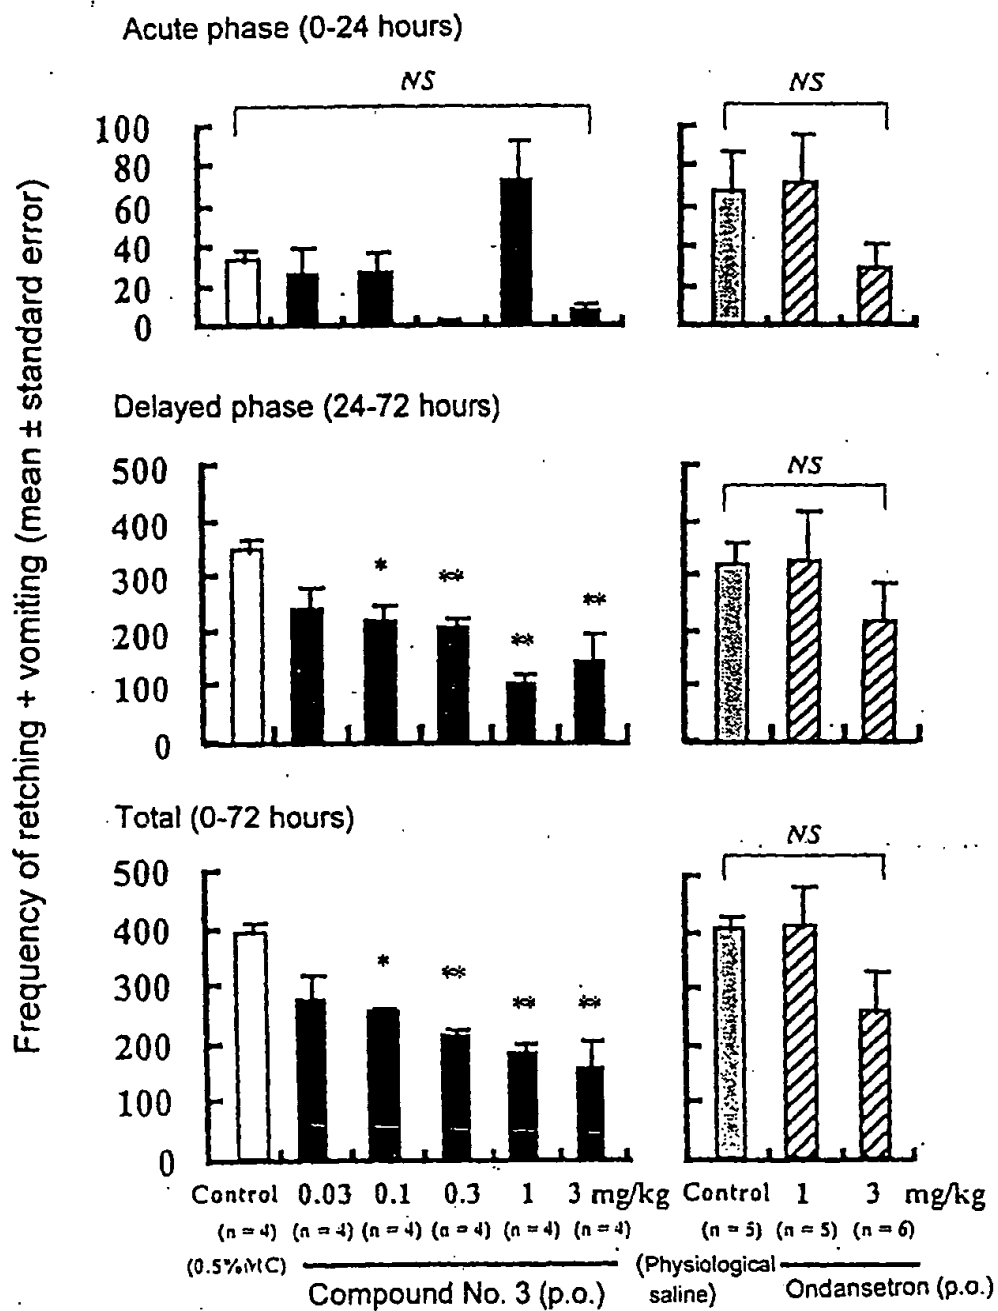 Acute phase (0-24 hours)
NS
NS
100
80
60
40
20
0
Frequency of retching + vomiting (mean ± standard error)
Delayed phase (24-72 hours)
NS
500
400
300
200
100
0
*
**
**
**
Total (0-72 hours)
NS
500
400
300
200
100
0
*
**
**
**
Control 0.03 0.1 0.3 1 3 mg/kg Control 1 3 mg/kg
(n = 4) (n = 4) (n = 4) (n = 4) (n = 4) (n = 4) (n = 5) (n = 5) (n = 6)
(0.5% MC) (Physiological
Compound No. 3 (p.o.) saline) Ondansetron (p.o.)